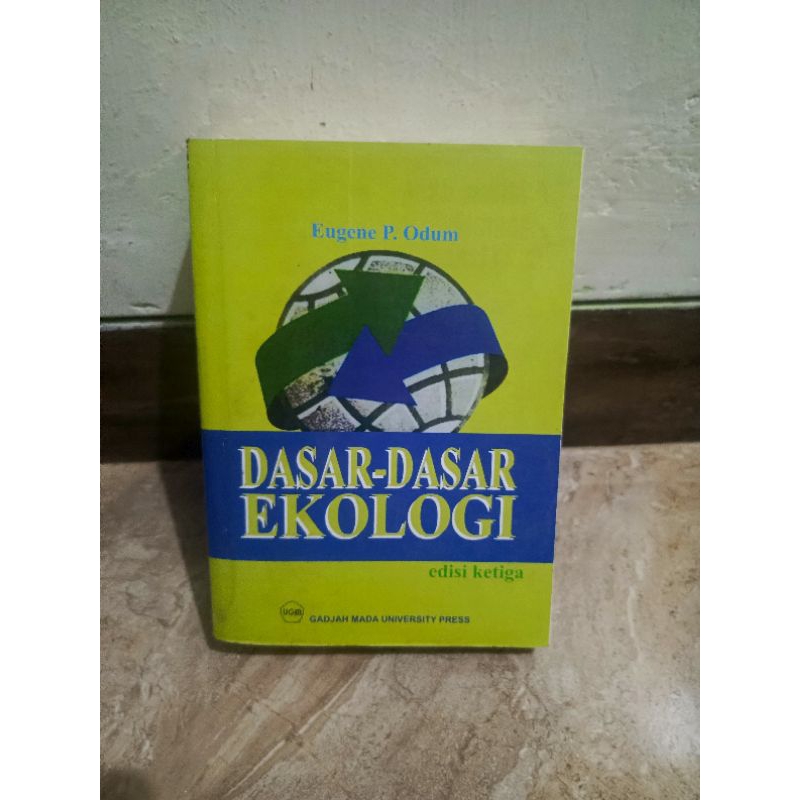 Eugene P. Odum
DASAR-DASAR
EKOLOGI
edisi ketiga
UGM
GADJAH MADA UNIVERSITY PRESS